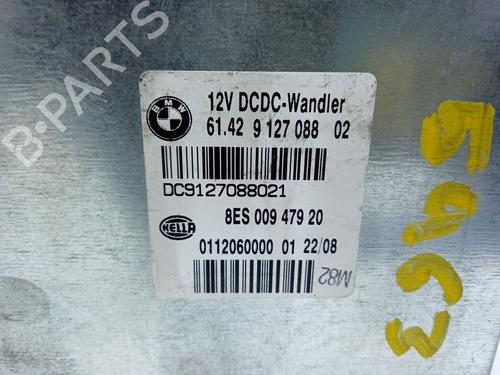 BMW
12V DCDC-Wandler
61.42 9 127 088 02
DC9127088021
8ES 009 479 20
HELLA
0112060000 01 22/08
M82
B-PARTS
5963